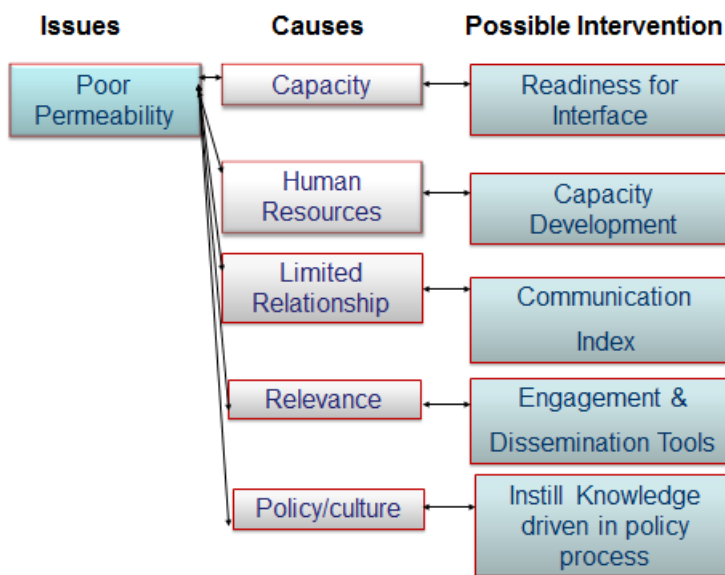 Issues
Causes
Possible Intervention
Poor
Permeability
Capacity
Readiness for
Interface
Human
Resources
Capacity
Development
Limited
Relationship
Communication
Index
Relevance
Engagement &
Dissemination Tools
Policy/culture
Instill Knowledge
driven in policy
process